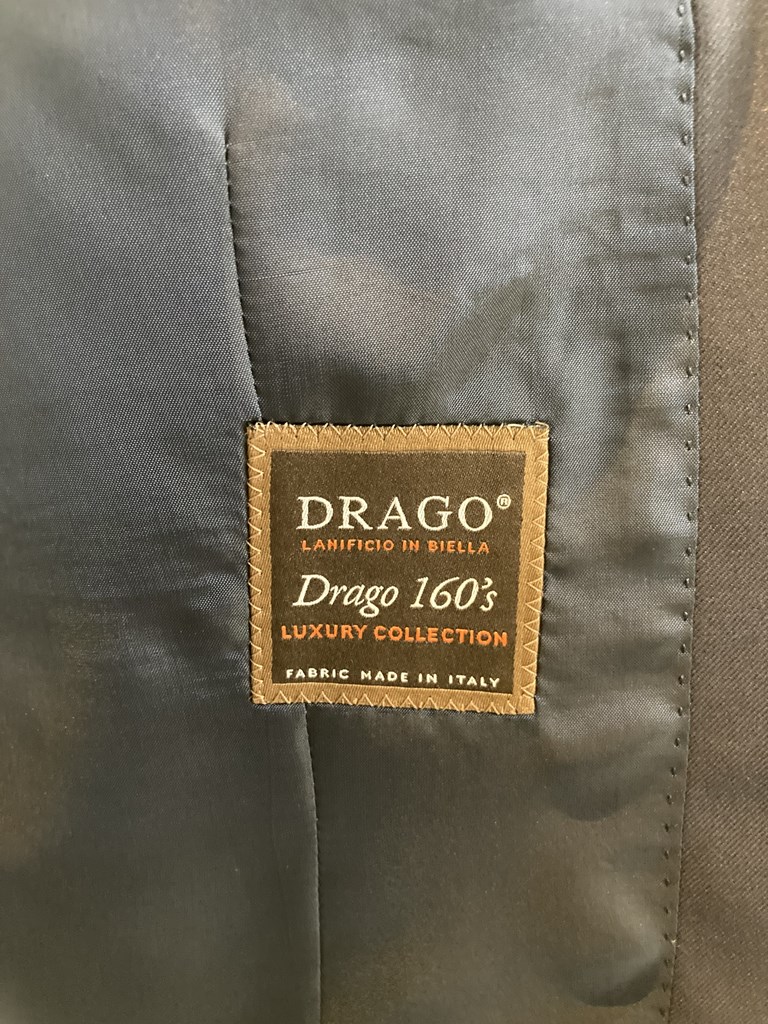 DRAGO®
LANIFICIO IN BIELLA
Drago 160's
LUXURY COLLECTION
FABRIC MADE IN ITALY